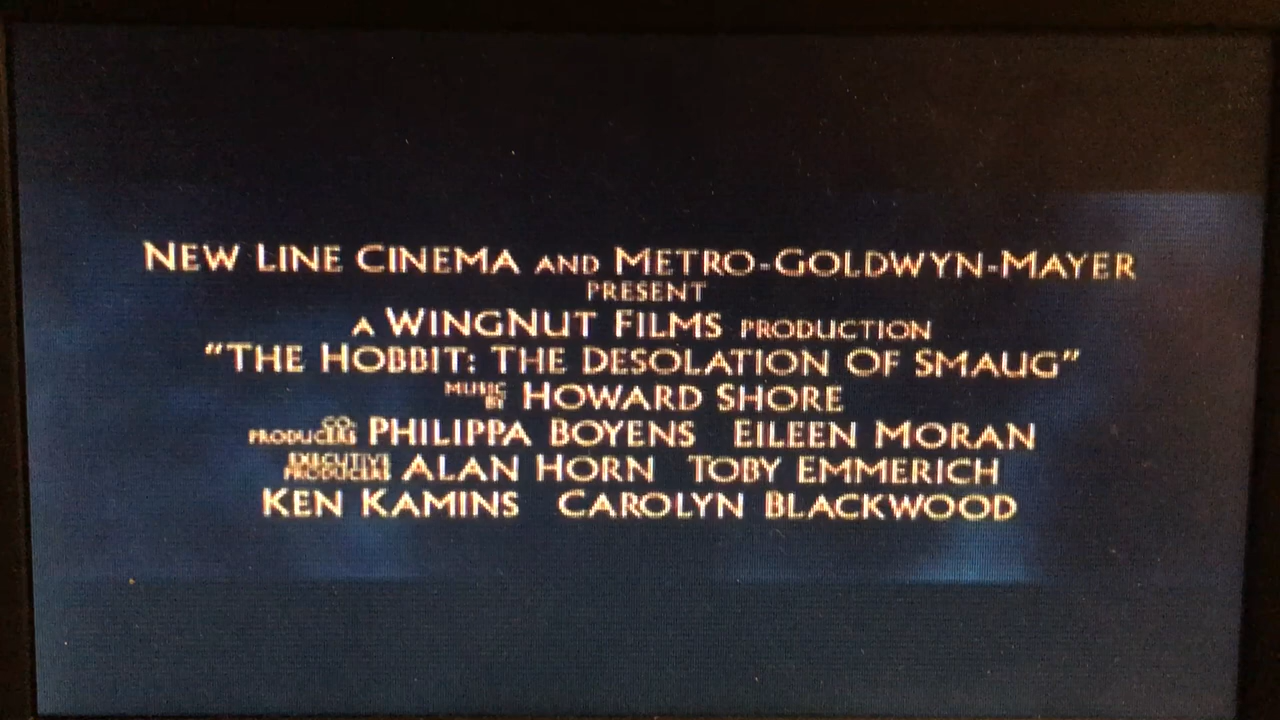 NEW LINE CINEMA AND METRO-GOLDWYN-MAYER
PRESENT
A WINGNUT FILMS PRODUCTION
“THE HOBBIT: THE DESOLATION OF SMAUG”
MUSIC BY HOWARD SHORE
CO-PRODUCERS PHILIPPA BOYENS EILEEN MORAN
EXECUTIVE PRODUCERS ALAN HORN TOBY EMMERICH
KEN KAMINS CAROLYN BLACKWOOD